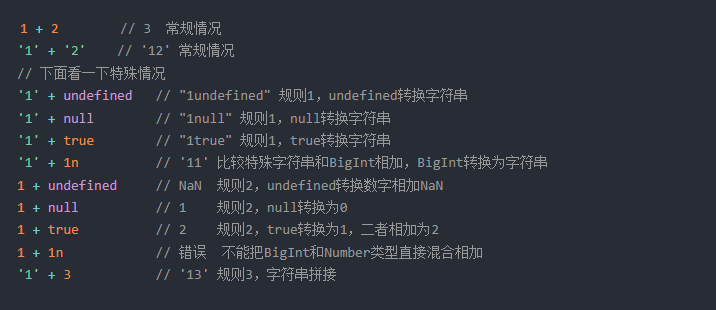 1 + 2 // 3 常规情况
'1' + '2' // '12' 常规情况
// 下面看一下特殊情况
'1' + undefined // "1undefined" 规则1，undefined转换字符串
'1' + null // "1null" 规则1，null转换字符串
'1' + true // "1true" 规则1，true转换字符串
'1' + 1n // '11' 比较特殊字符串和BigInt相加，BigInt转换为字符串
1 + undefined // NaN 规则2，undefined转换数字相加NaN
1 + null // 1 规则2，null转换为0
1 + true // 2 规则2，true转换为1，二者相加为2
1 + 1n // 错误 不能把BigInt和Number类型直接混合相加
'1' + 3 // '13' 规则3，字符串拼接